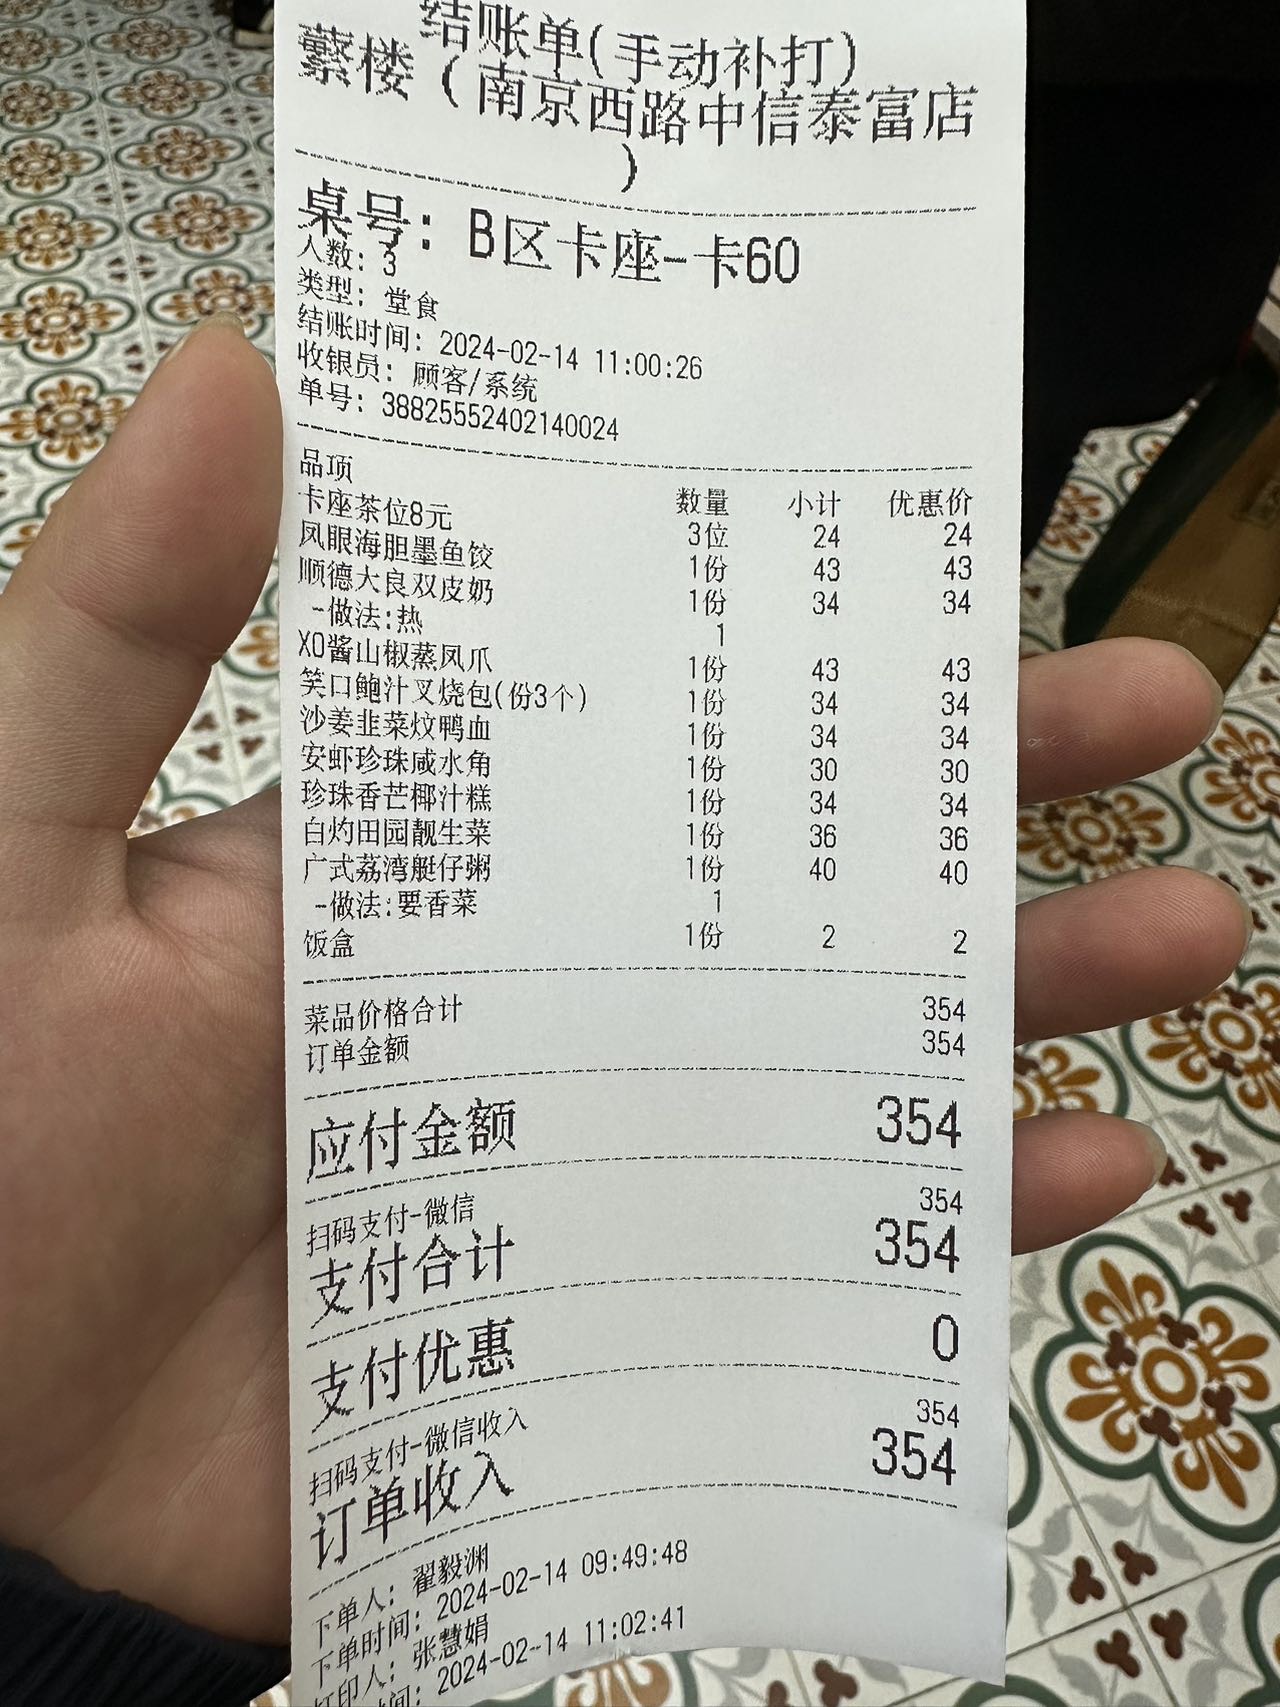 结账单(手动补打)
蘩楼（南京西路中信泰富店
）
桌号: B区卡座-卡60
人数: 3
类型: 堂食
结账时间: 2024-02-14 11:00:26
收银员: 顾客/系统
单号: 38825552402140024
品项 数量 小计 优惠价
卡座茶位8元 3位 24 24
凤眼海胆墨鱼饺 1份 43 43
顺德大良双皮奶 1份 34 34
-做法:热 1
XO酱山椒蒸凤爪 1份 43 43
笑口鲍汁叉烧包(份3个) 1份 34 34
沙姜韭菜炆鸭血 1份 34 34
安虾珍珠咸水角 1份 30 30
珍珠香芒椰汁糕 1份 34 34
白灼田园靓生菜 1份 36 36
广式荔湾艇仔粥 1份 40 40
-做法:要香菜 1
饭盒 1份 2 2
菜品价格合计 354
订单金额 354
应付金额 354
扫码支付-微信 354
支付合计 354
支付优惠 0
扫码支付-微信收入 354
订单收入 354
下单人: 翟毅渊
下单时间: 2024-02-14 09:49:48
打印人: 张慧娟
时间: 2024-02-14 11:02:41